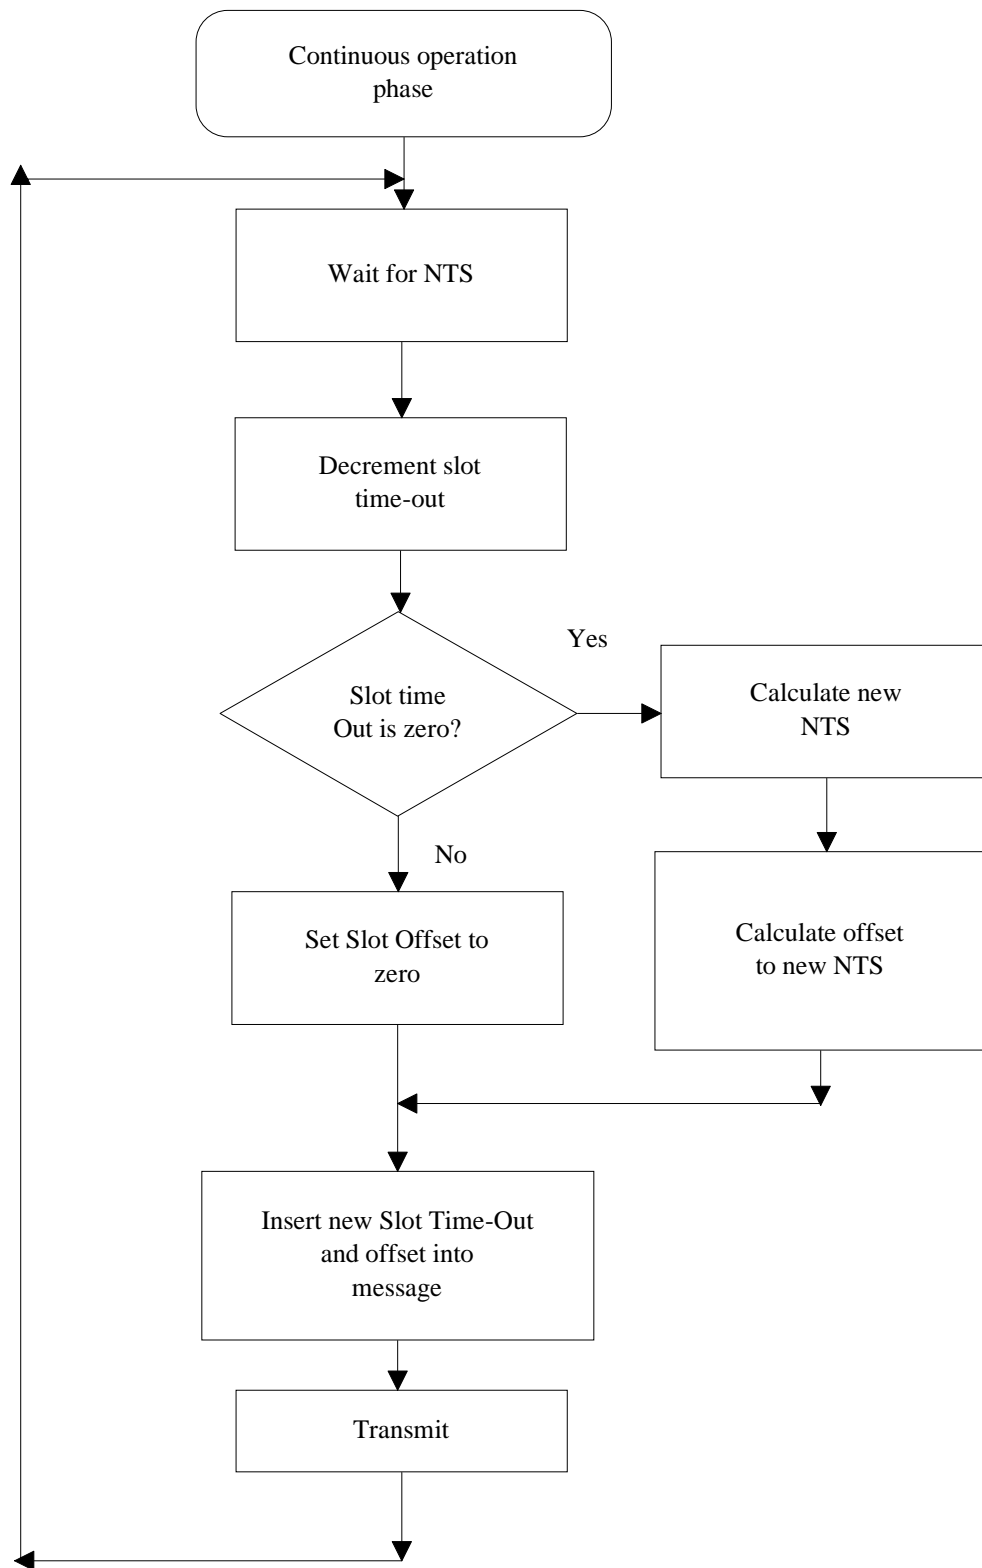 Continuous operation
phase
Wait for NTS
Decrement slot
time-out
Yes
Slot time
Out is zero?
Calculate new
NTS
No
Set Slot Offset to
zero
Calculate offset
to new NTS
Insert new Slot Time-Out
and offset into
message
Transmit